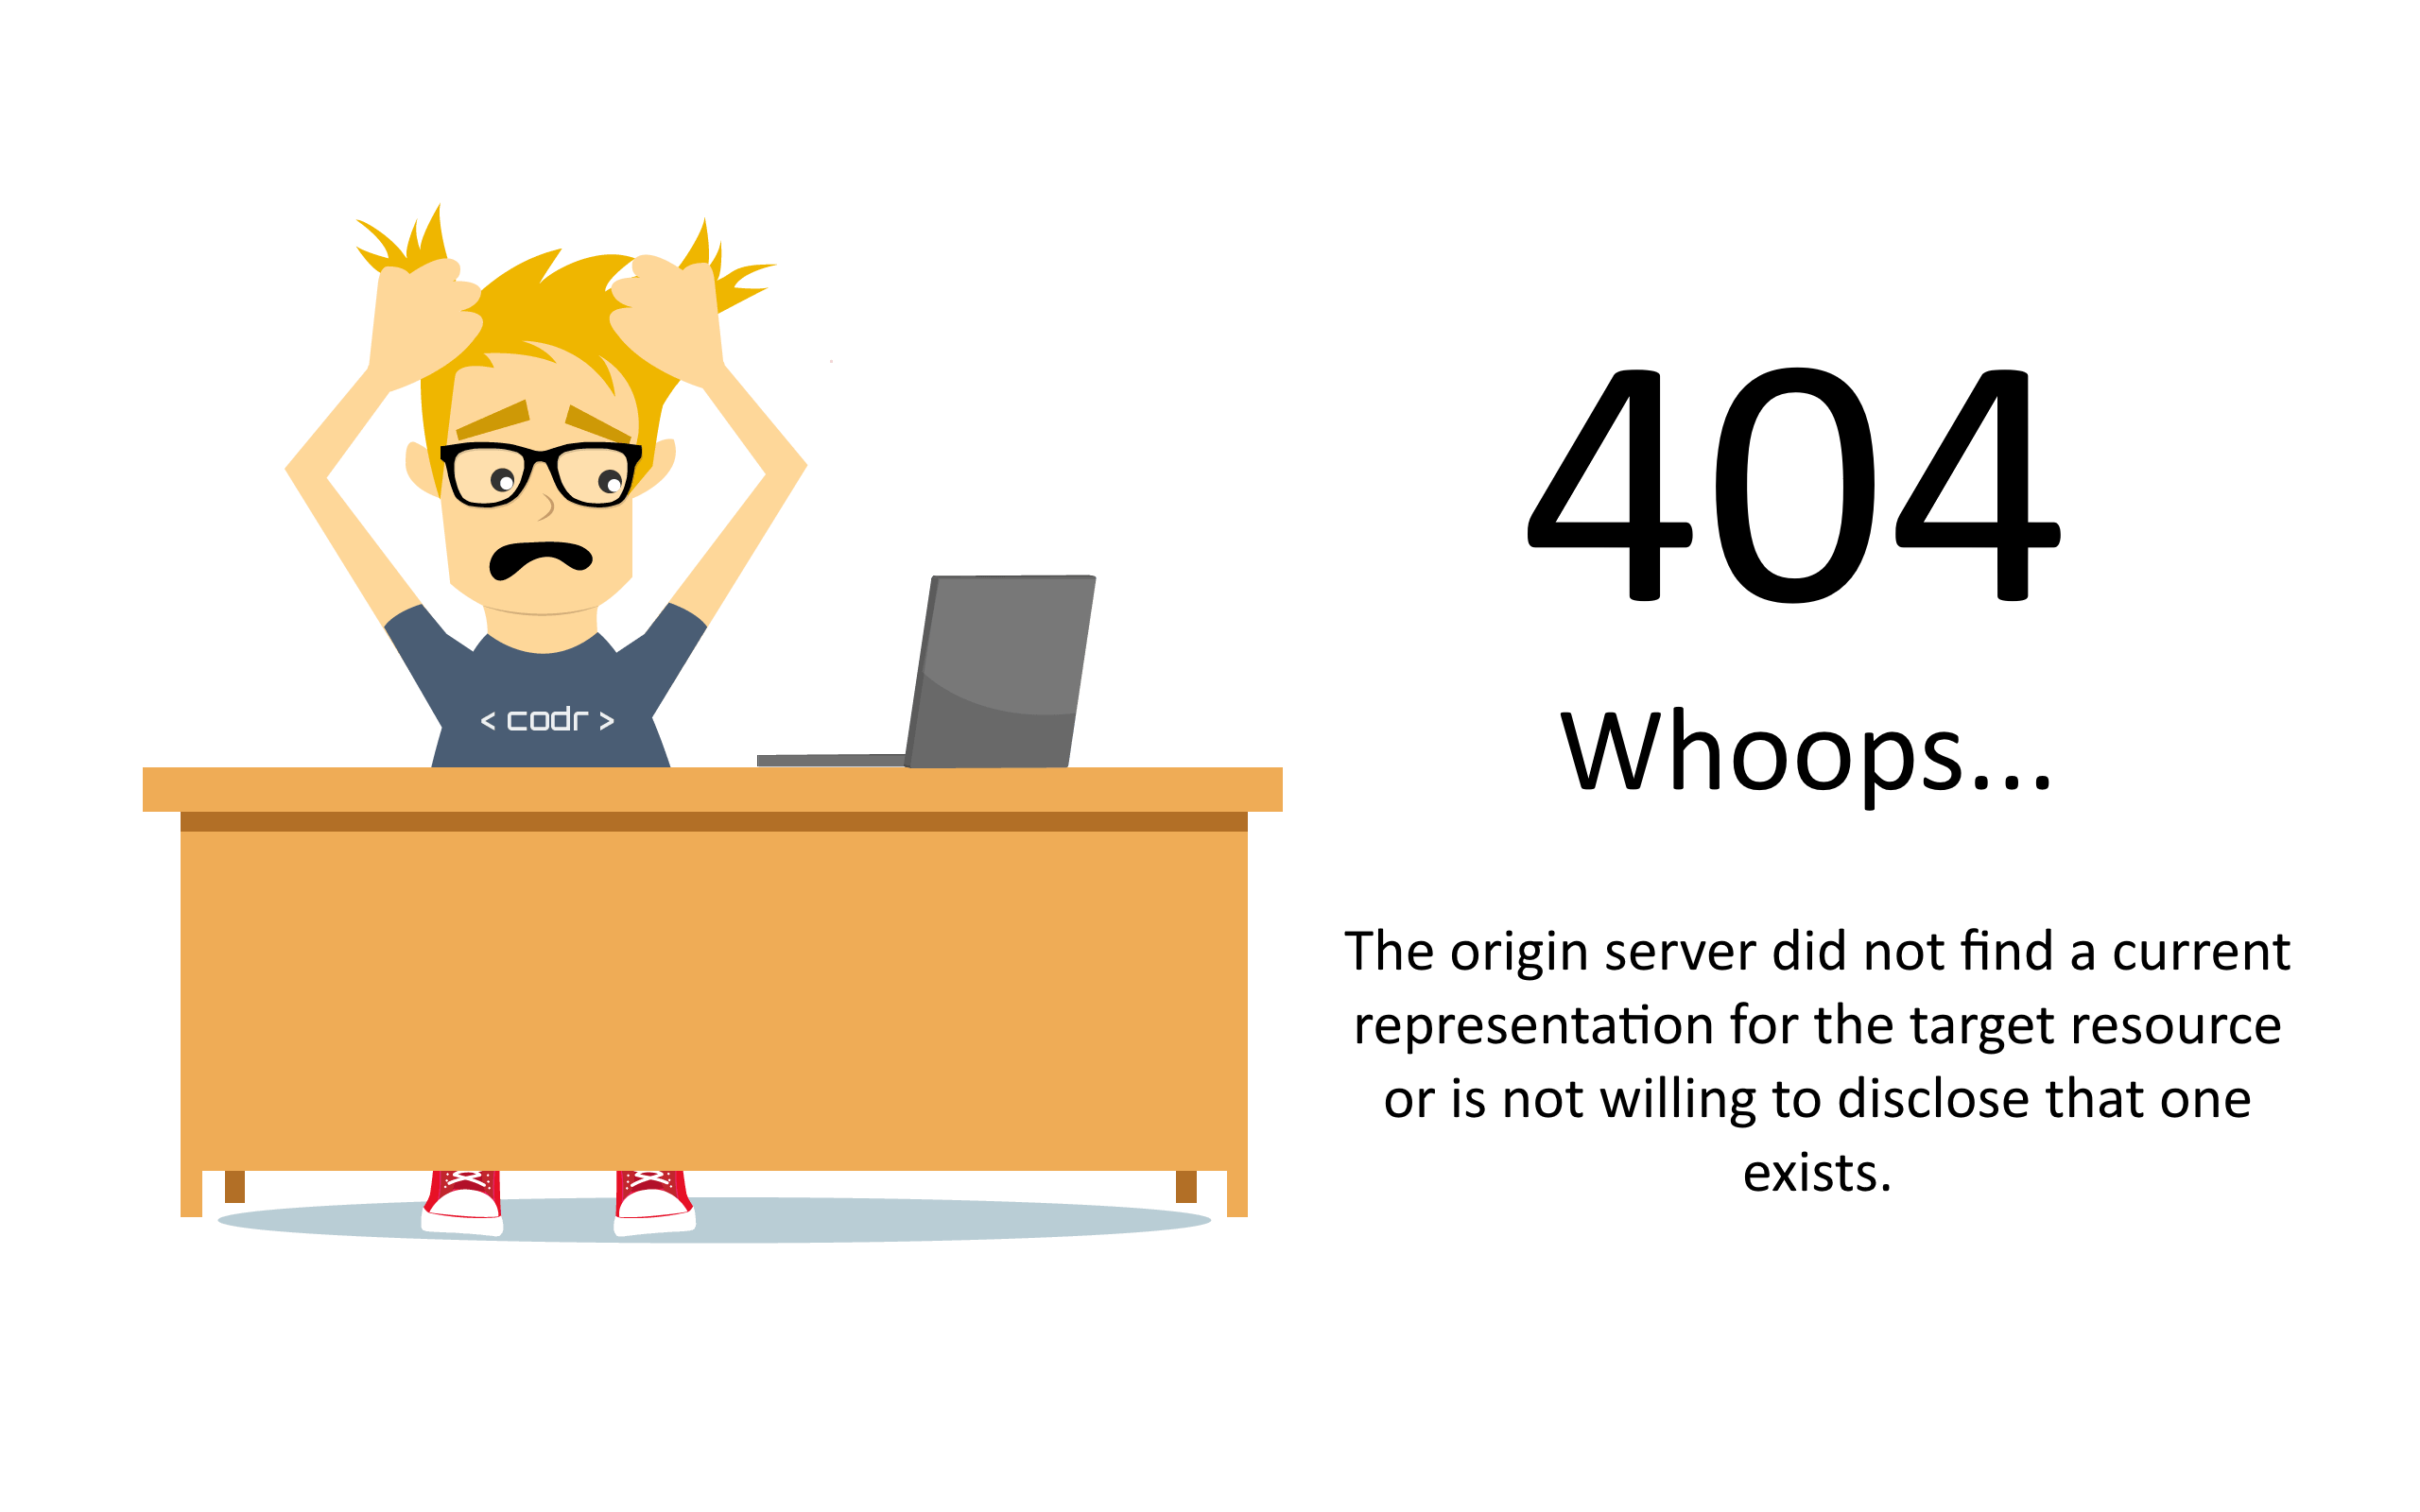 < codr >
404
Whoops...
The origin server did not find a current
representation for the target resource
or is not willing to disclose that one
exists.